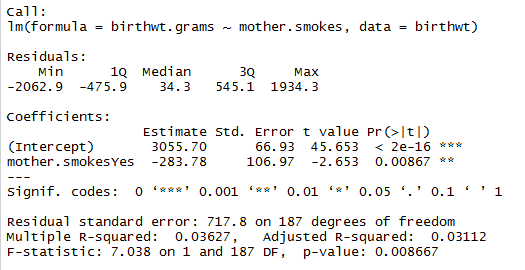 Call:
lm(formula = birthwt.grams ~ mother.smokes, data = birthwt)
Residuals:
Min 1Q Median 3Q Max
-2062.9 -475.9 34.3 545.1 1934.3
Coefficients:
Estimate Std. Error t value Pr(>|t|)
(Intercept) 3055.70 66.93 45.653 < 2e-16 ***
mother.smokesYes -283.78 106.97 -2.653 0.00867 **
---
Signif. codes: 0 ‘***’ 0.001 ‘**’ 0.01 ‘*’ 0.05 ‘.’ 0.1 ‘ ’ 1
Residual standard error: 717.8 on 187 degrees of freedom
Multiple R-squared: 0.03627, Adjusted R-squared: 0.03112
F-statistic: 7.038 on 1 and 187 DF, p-value: 0.008667